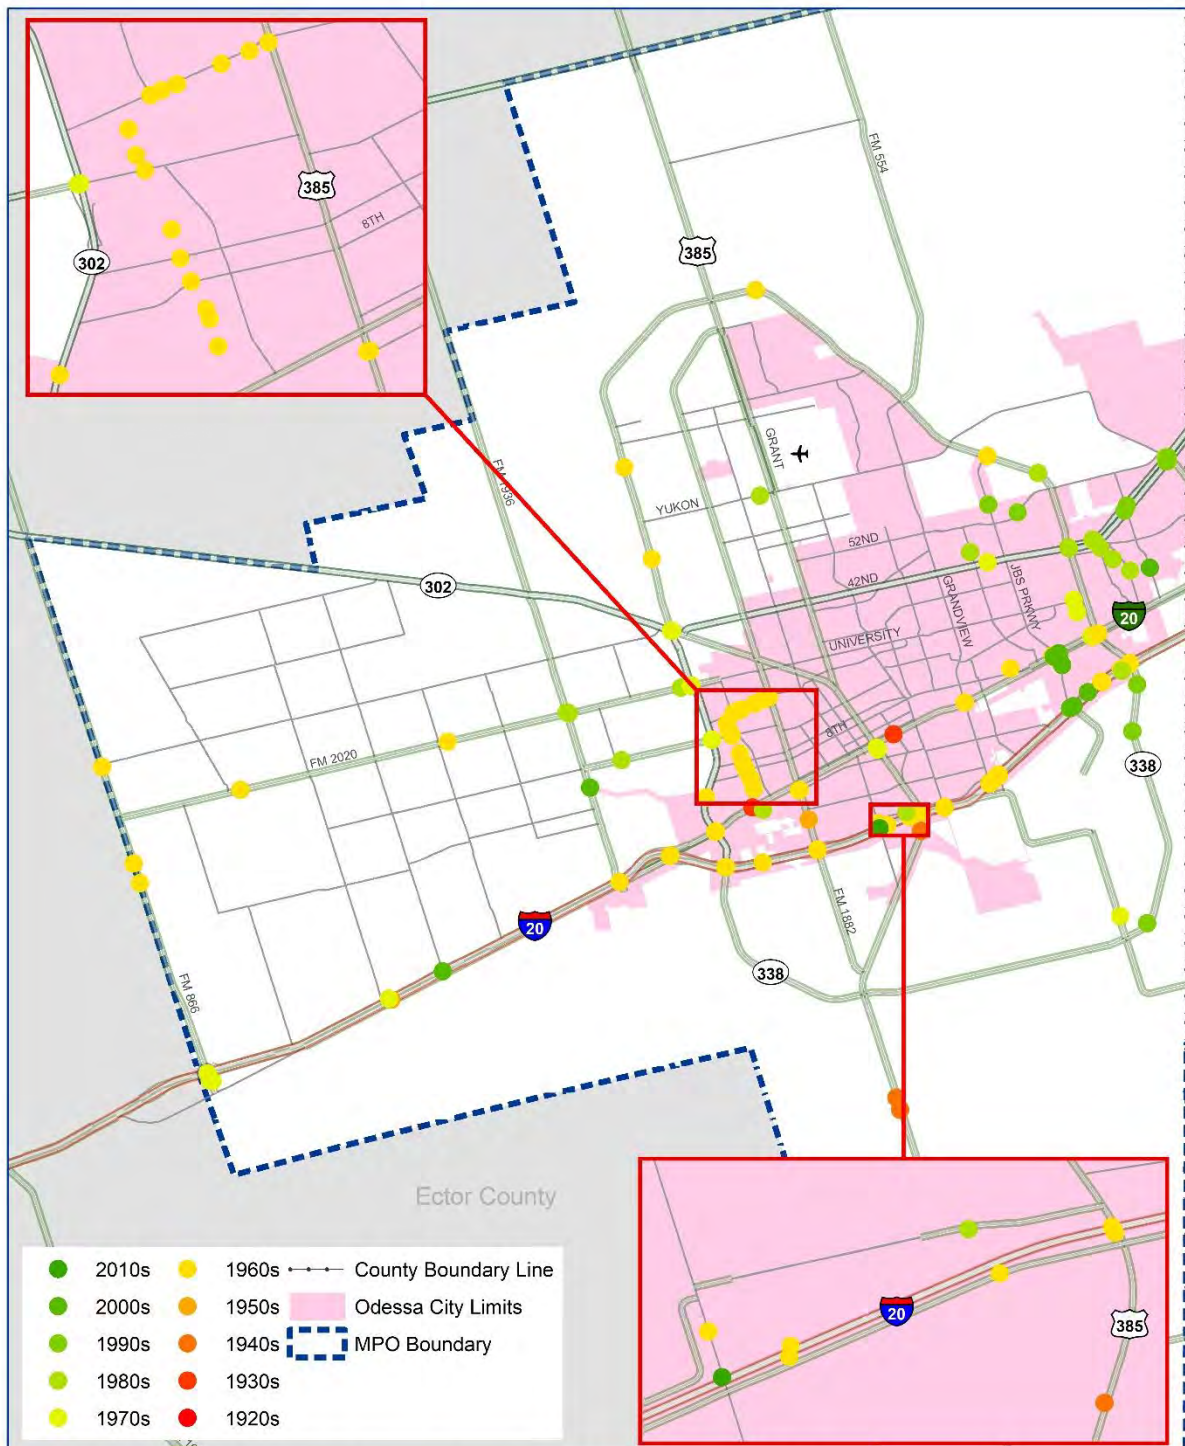 385
8TH
302
FM 554
385
GRANT
FM 1936
YUKON
52ND
302
42ND
GRANDVIEW
JBS PRKWY
20
UNIVERSITY
8TH
FM 2020
338
FM 1882
20
338
FM 866
Ector County
2010s
2000s
1990s
1980s
1970s
1960s
1950s
1940s
1930s
1920s
County Boundary Line
Odessa City Limits
MPO Boundary
20
385